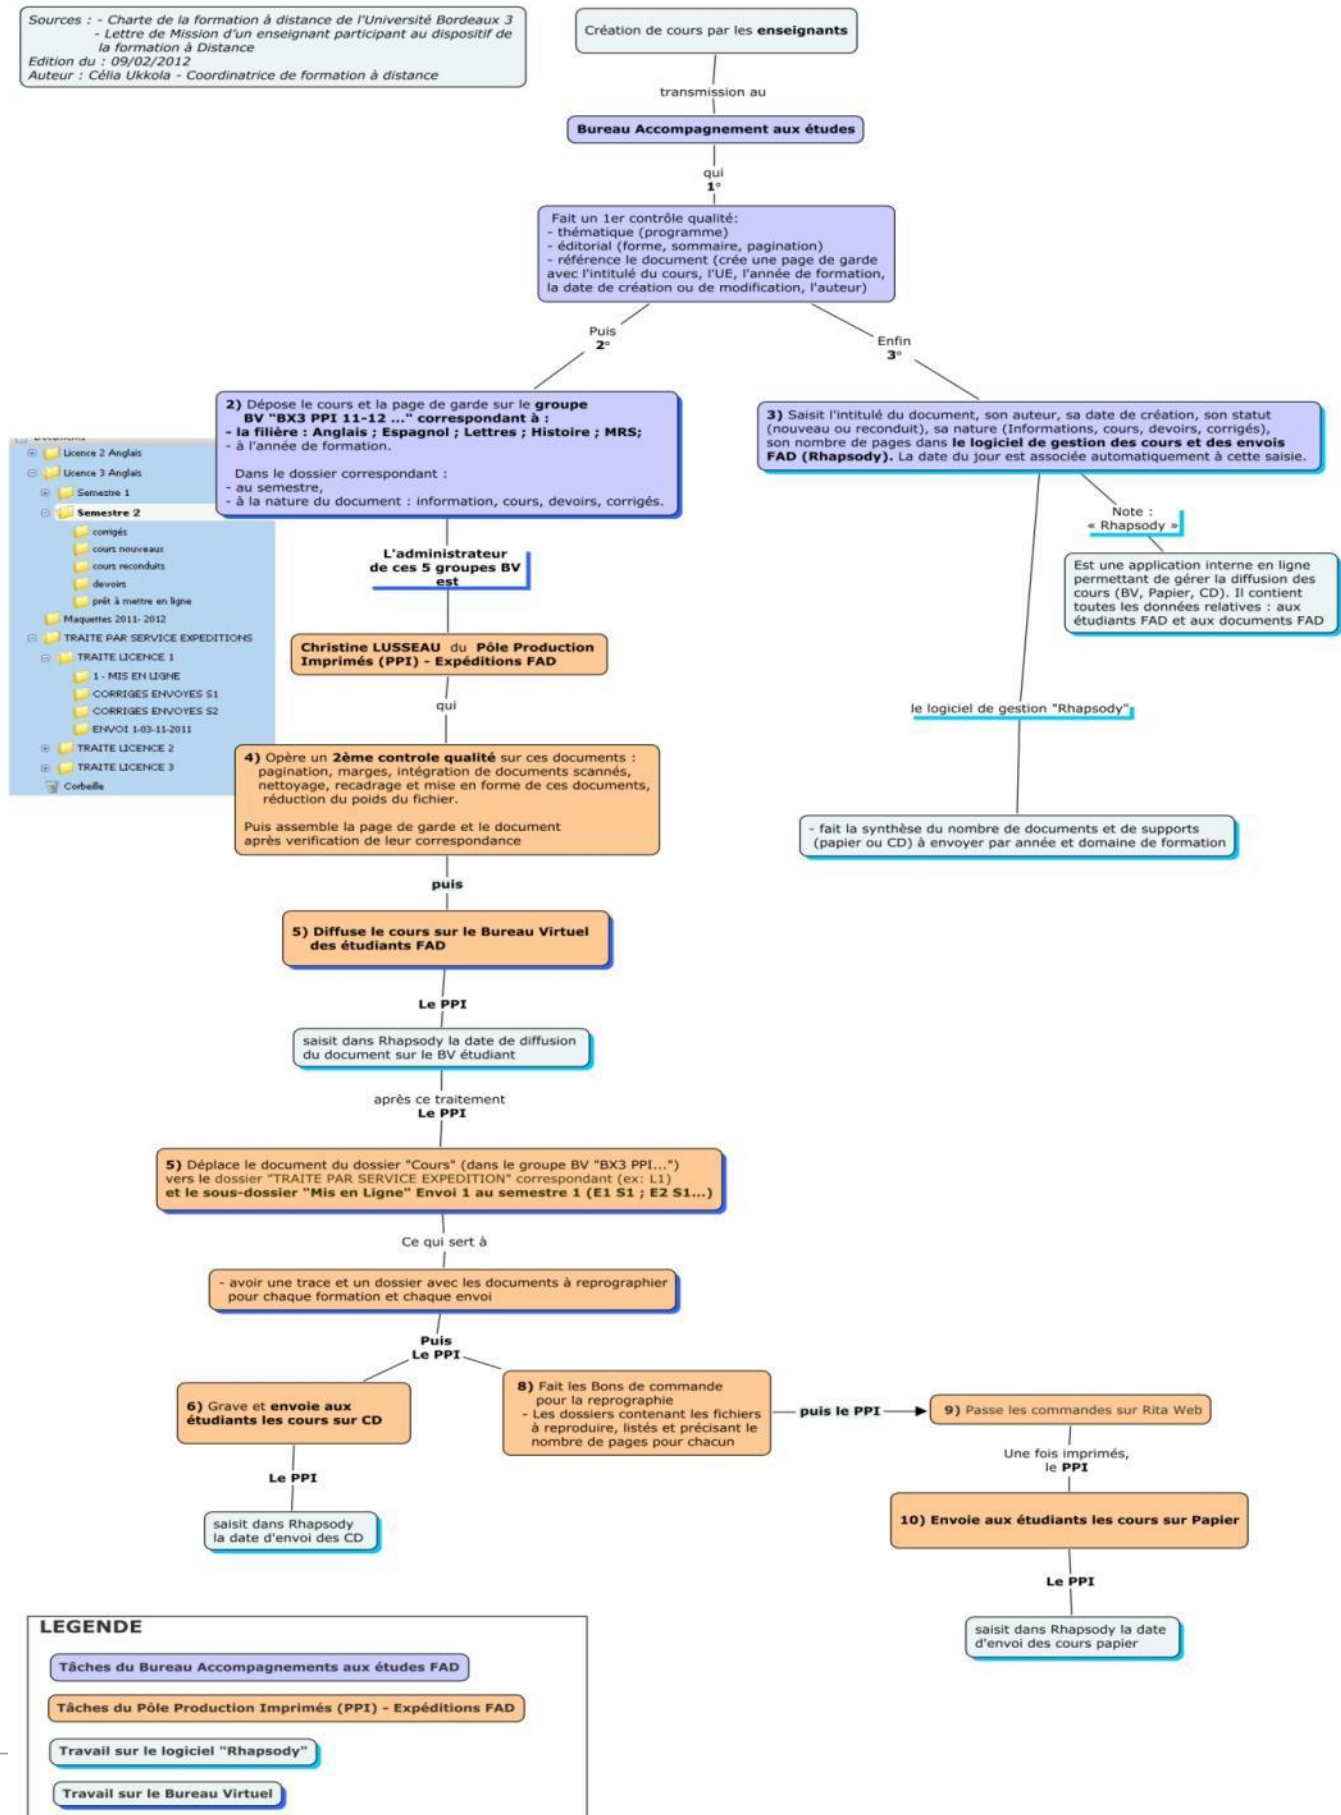 Sources : - Charte de la formation à distance de l'Université Bordeaux 3
- Lettre de Mission d'un enseignant participant au dispositif de
la formation à Distance
Edition du : 09/02/2012
Auteur : Célia Ukkola - Coordinatrice de formation à distance
Création de cours par les enseignants
transmission au
Bureau Accompagnement aux études
qui
1°
Fait un 1er contrôle qualité:
- thématique (programme)
- éditorial (forme, sommaire, pagination)
- référence le document (crée une page de garde
avec l'intitulé du cours, l'UE, l'année de formation,
la date de création ou de modification, l'auteur)
Puis
2°
Enfin
3°
2) Dépose le cours et la page de garde sur le groupe
BV "BX3 PPI 11-12 ..." correspondant à :
- la filière : Anglais ; Espagnol ; Lettres ; Histoire ; MRS;
- à l'année de formation.
Dans le dossier correspondant :
- au semestre,
- à la nature du document : information, cours, devoirs, corrigés.
3) Saisit l'intitulé du document, son auteur, sa date de création, son statut
(nouveau ou reconduit), sa nature (Informations, cours, devoirs, corrigés),
son nombre de pages dans le logiciel de gestion des cours et des envois
FAD (Rhapsody). La date du jour est associée automatiquement à cette saisie.
Documents
Licence 2 Anglais
Licence 3 Anglais
Semestre 1
Semestre 2
corrigés
cours nouveaux
cours reconduits
devoirs
prêt à mettre en ligne
Maquettes 2011- 2012
TRAITE PAR SERVICE EXPEDITIONS
TRAITE LICENCE 1
1 - MIS EN LIGNE
CORRIGES ENVOYES S1
CORRIGES ENVOYES S2
ENVOI 1-03-11-2011
TRAITE LICENCE 2
TRAITE LICENCE 3
Corbeille
Note :
« Rhapsody »
Est une application interne en ligne
permettant de gérer la diffusion des
cours (BV, Papier, CD). Il contient
toutes les données relatives : aux
étudiants FAD et aux documents FAD
L'administrateur
de ces 5 groupes BV
est
Christine LUSSEAU du Pôle Production
Imprimés (PPI) - Expéditions FAD
qui
le logiciel de gestion "Rhapsody"
4) Opère un 2ème controle qualité sur ces documents :
pagination, marges, intégration de documents scannés,
nettoyage, recadrage et mise en forme de ces documents,
réduction du poids du fichier.
Puis assemble la page de garde et le document
après verification de leur correspondance
- fait la synthèse du nombre de documents et de supports
(papier ou CD) à envoyer par année et domaine de formation
puis
5) Diffuse le cours sur le Bureau Virtuel
des étudiants FAD
Le PPI
saisit dans Rhapsody la date de diffusion
du document sur le BV étudiant
après ce traitement
Le PPI
5) Déplace le document du dossier "Cours" (dans le groupe BV "BX3 PPI...")
vers le dossier "TRAITE PAR SERVICE EXPEDITION" correspondant (ex: L1)
et le sous-dossier "Mis en Ligne" Envoi 1 au semestre 1 (E1 S1 ; E2 S1...)
Ce qui sert à
- avoir une trace et un dossier avec les documents à reprographier
pour chaque formation et chaque envoi
Puis
Le PPI
6) Grave et envoie aux
étudiants les cours sur CD
8) Fait les Bons de commande
pour la reprographie
- Les dossiers contenant les fichiers
à reproduire, listés et précisant le
nombre de pages pour chacun
puis le PPI
9) Passe les commandes sur Rita Web
Une fois imprimés,
le PPI
Le PPI
saisit dans Rhapsody
la date d'envoi des CD
10) Envoie aux étudiants les cours sur Papier
Le PPI
saisit dans Rhapsody la date
d'envoi des cours papier
LEGENDE
Tâches du Bureau Accompagnements aux études FAD
Tâches du Pôle Production Imprimés (PPI) - Expéditions FAD
Travail sur le logiciel "Rhapsody"
Travail sur le Bureau Virtuel